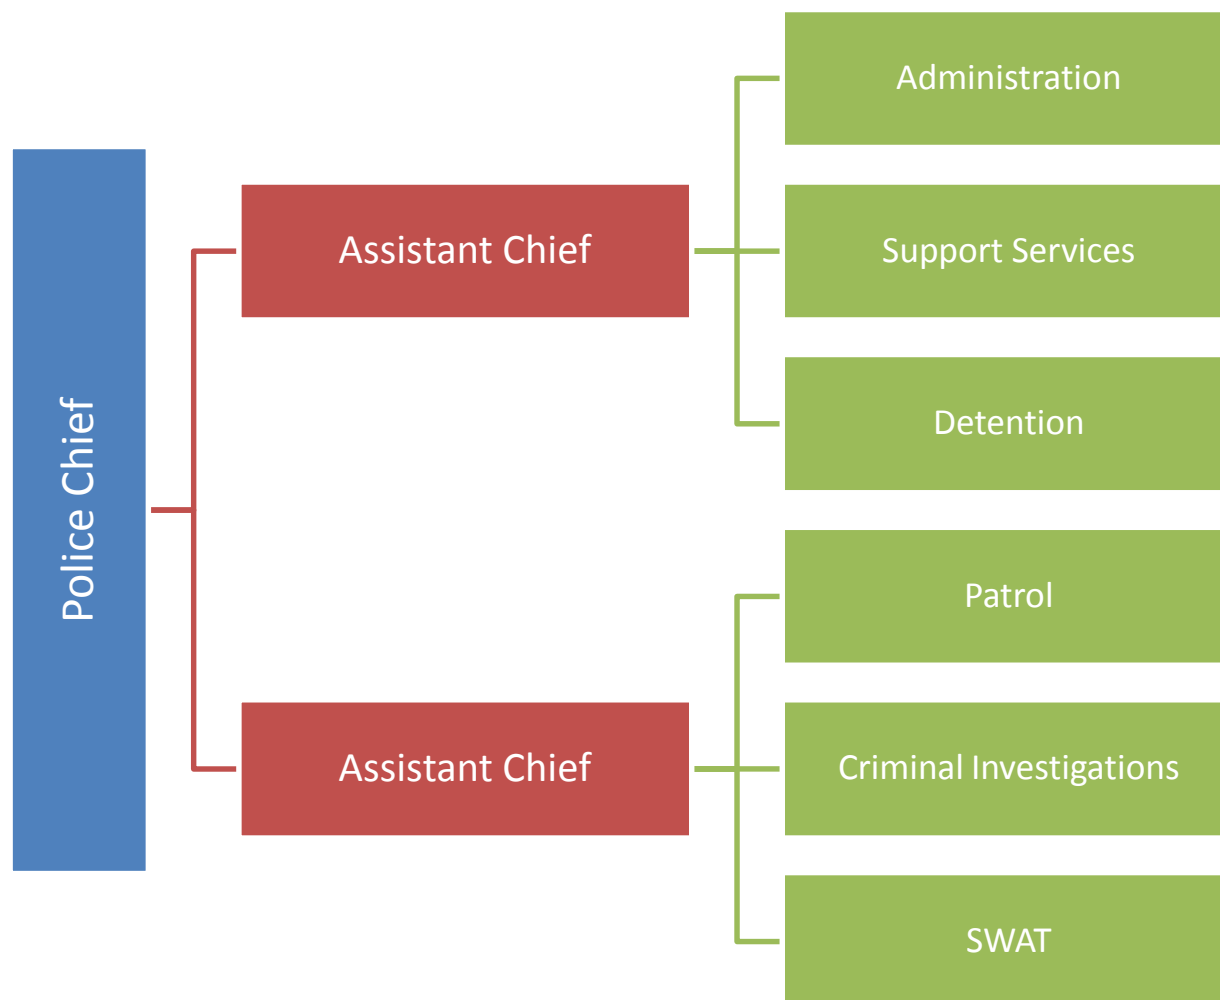 Police Chief
Assistant Chief
Administration
Support Services
Detention
Assistant Chief
Patrol
Criminal Investigations
SWAT